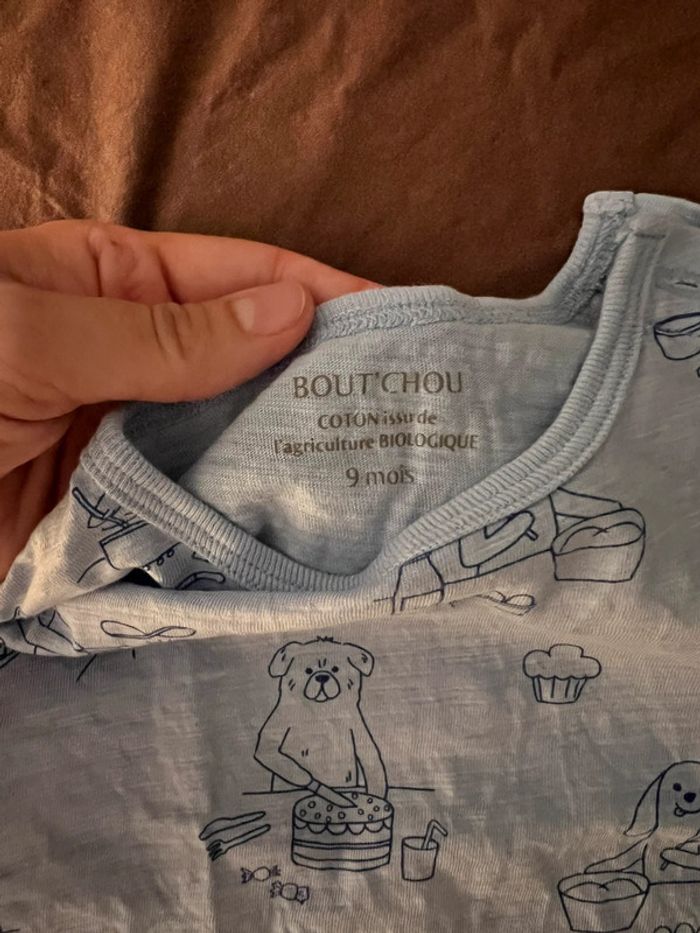 BOUT'CHOU
COTON issu de
l'agriculture BIOLOGIQUE
9 mois